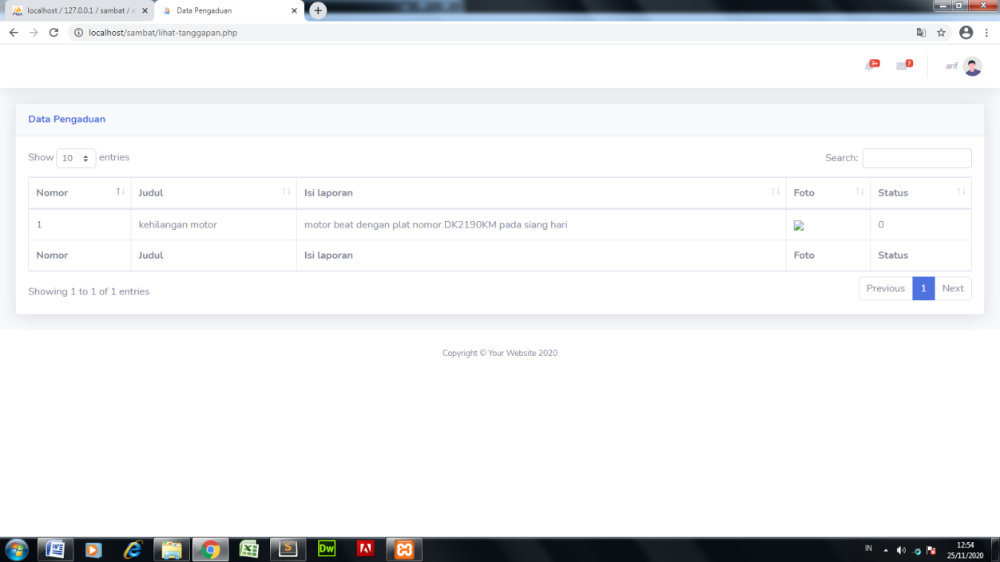 localhost / 127.0.0.1 / sambat /
Data Pengaduan
localhost/sambat/lihat-tanggapan.php
3+
7
arif
Data Pengaduan
Show 10 entries
Search:
Nomor Judul Isi laporan Foto Status
1 kehilangan motor motor beat dengan plat nomor DK2190KM pada siang hari 0
Nomor Judul Isi laporan Foto Status
Showing 1 to 1 of 1 entries
Previous 1 Next
Copyright © Your Website 2020
Dw
IN
12:54
25/11/2020